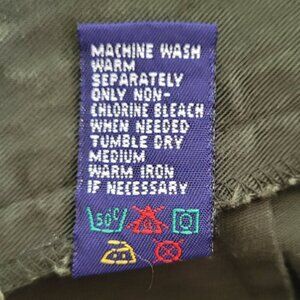 MACHINE WASH
WARM
SEPARATELY
ONLY NON-
CHLORINE BLEACH
WHEN NEEDED
TUMBLE DRY
MEDIUM
WARM IRON
IF NECESSARY
50°C